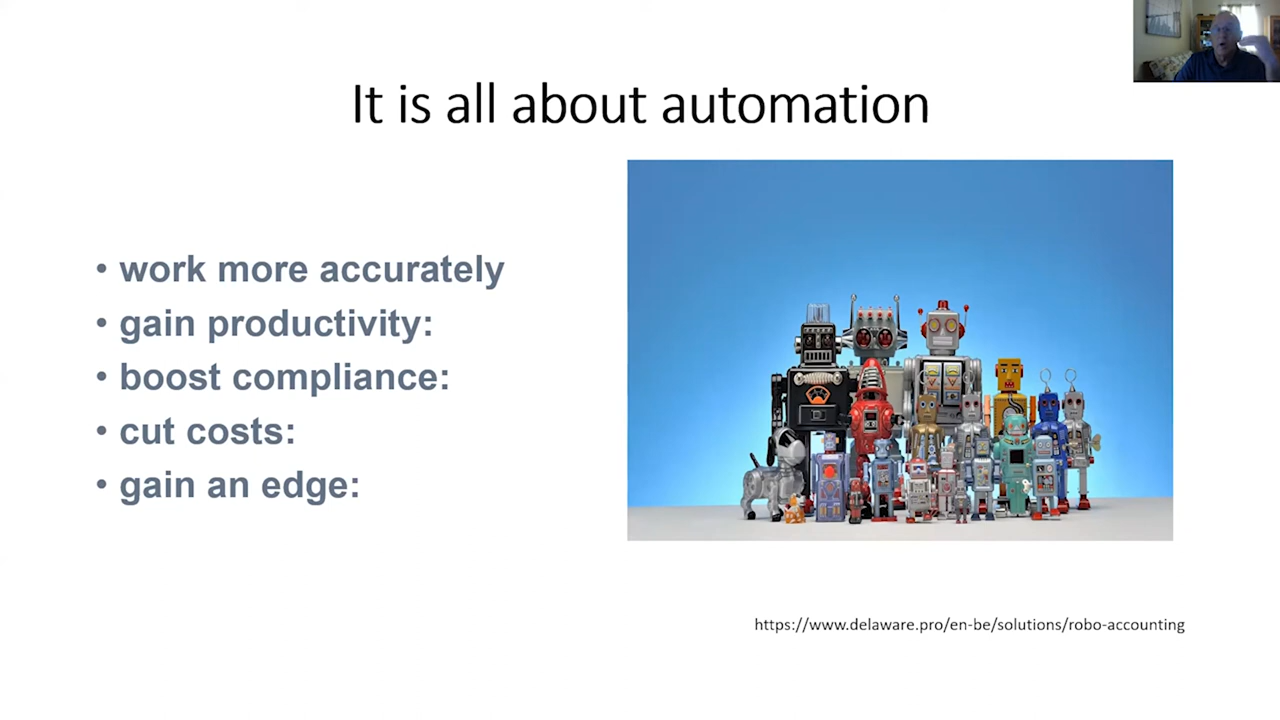 It is all about automation
• work more accurately
• gain productivity:
• boost compliance:
• cut costs:
• gain an edge:
https://www.delaware.pro/en-be/solutions/robo-accounting